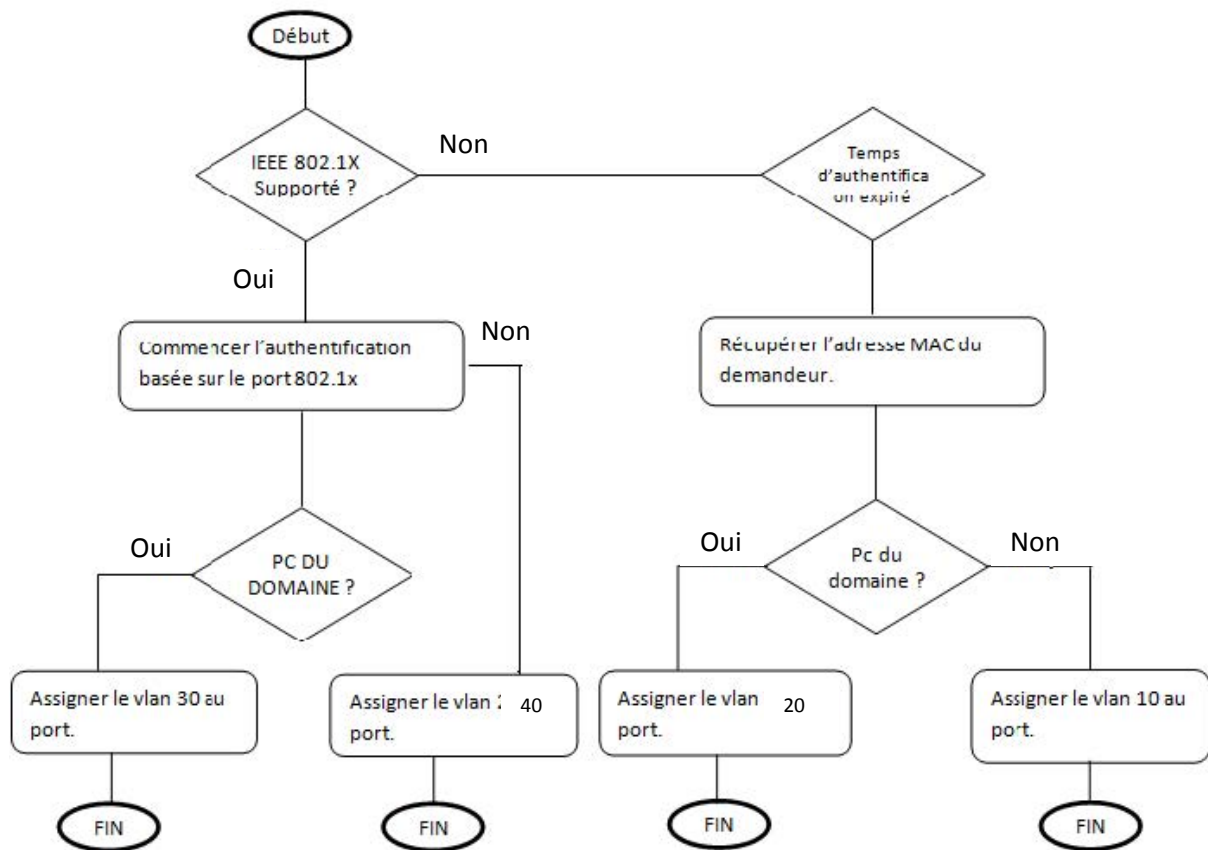 Début
IEEE 802.1X
Supporté ?
Non
Temps
d'authentifica
on expiré
Oui
Commencer l'authentification
basée sur le port 802.1x
Non
Récupérer l'adresse MAC du
demandeur.
Oui
PC DU
DOMAINE ?
Oui
Pc du
domaine ?
Non
Assigner le vlan 30 au
port.
Assigner le vlan 40
port.
Assigner le vlan 20
port.
Assigner le vlan 10 au
port.
FIN
FIN
FIN
FIN